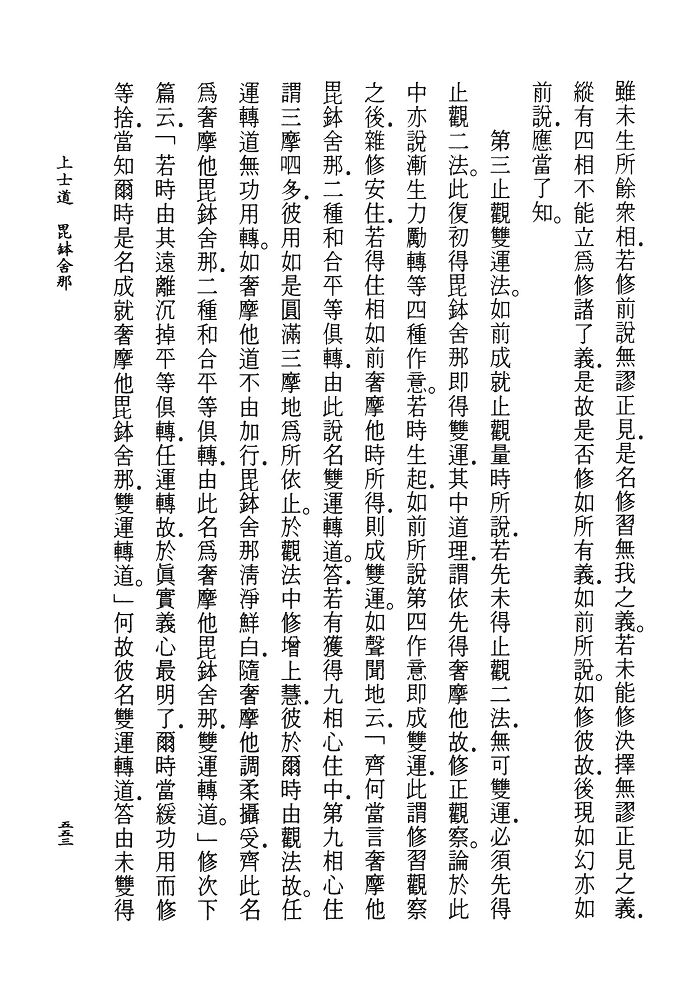 雖未生所餘衆相．若修前說無謬正見．是名修習無我之義。若未能修決擇無謬正見之義．
縱有四相不能立爲修諸了義．是故是否修如所有義．如前所說。如修彼故．後現如幻亦如
前說．應當了知。
第三止觀雙運法。如前成就止觀量時所說．若先未得止觀二法．無可雙運．必須先得
止觀二法。此復初得毘鉢舍那即得雙運．其中道理．謂依先得奢摩他故．修正觀察。論於此
中亦說漸生力勵轉等四種作意。若時生起．如前所說第四作意即成雙運．此謂修習觀察
之後．雜修安住．若得住相如前奢摩他時所得．則成雙運。如聲聞地云．「齊何當言奢摩他
毘鉢舍那．二種和合平等俱轉．由此說名雙運轉道。答．若有獲得九相心住中．第九相心住
謂三摩呬多．彼用如是圓滿三摩地爲所依止。於觀法中修增上慧．彼於爾時由觀法故。任
運轉道無功用轉。如奢摩他道不由加行．毘鉢舍那淸淨鮮白．隨奢摩他調柔攝受．齊此名
爲奢摩他毘鉢舍那．二種和合平等俱轉．由此名爲奢摩他毘鉢舍那．雙運轉道。」修次下
篇云．「若時由其遠離沉掉平等俱轉．任運轉故．於眞實義心最明了．爾時當緩功用而修
等捨．當知爾時是名成就奢摩他毘鉢舍那．雙運轉道。」何故彼名雙運轉道．答由未雙得
上士道　毘鉢舍那
五五三